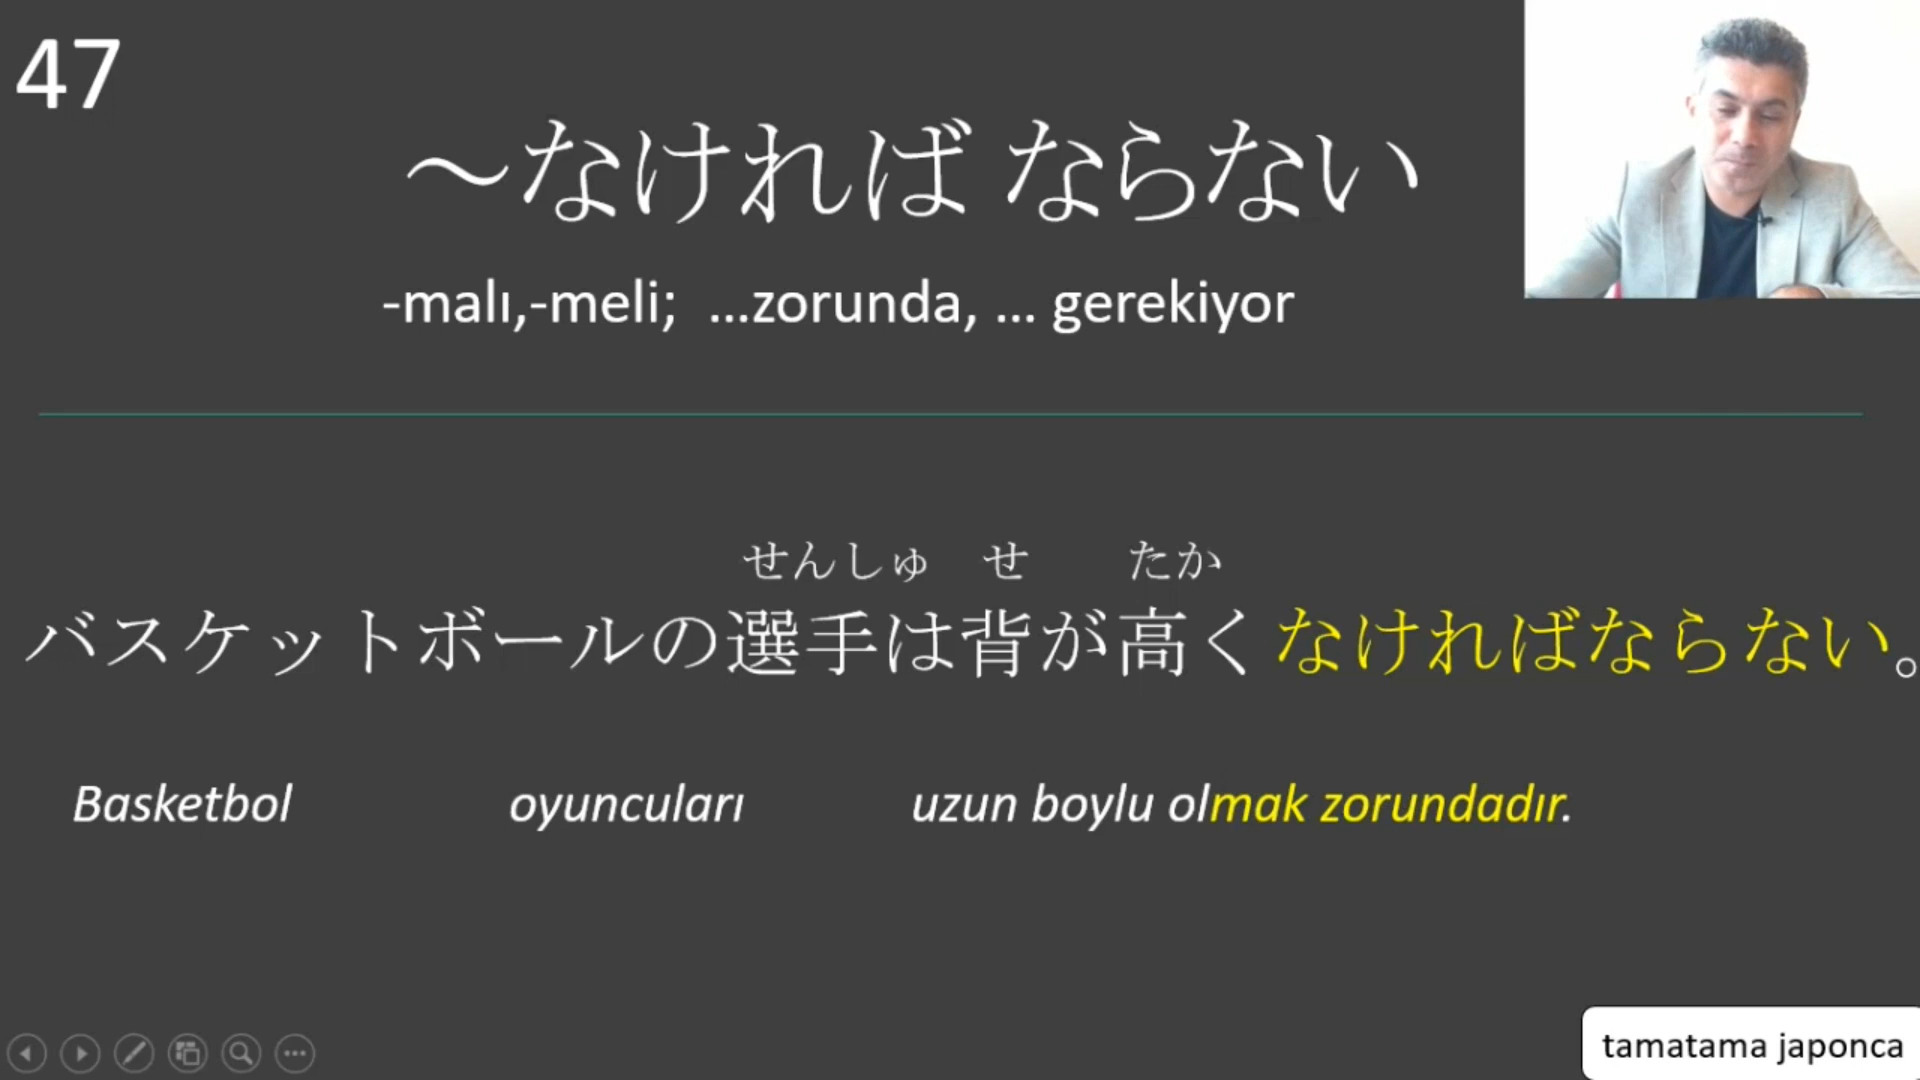 47
～なければ ならない
-malı,-meli;  ...zorunda, ... gerekiyor
せんしゅ せ たか
バスケットボールの選手は背が高くなければならない。
Basketbol oyuncuları uzun boylu olmak zorundadır.
tamatama japonca